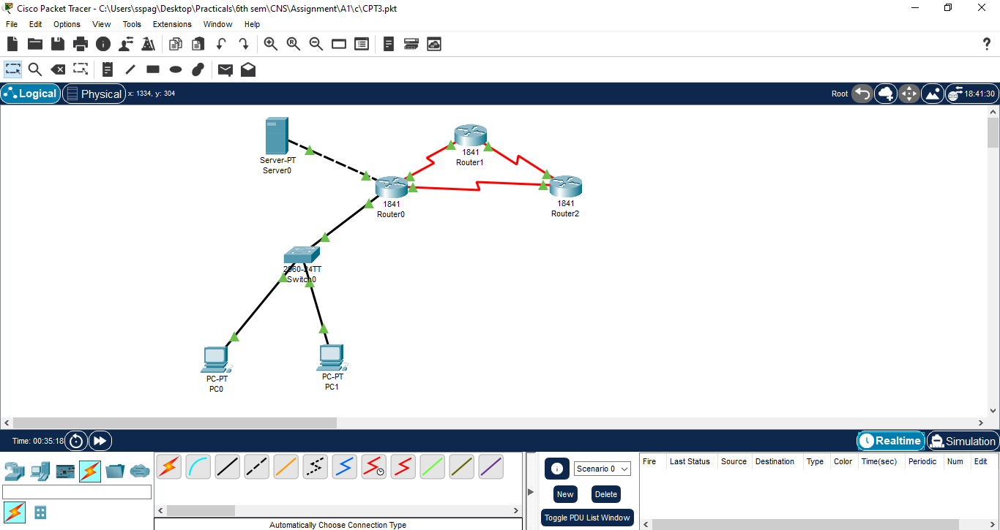 Cisco Packet Tracer - C:\Users\sspag\Desktop\Practicals\6th sem\CNS\Assignment\A1\c\CPT3.pkt
File Edit Options View Tools Extensions Window Help
?
Logical Physical x: 1334, y: 304 Root 18:41:30
1841
Router1
Server-PT
Server0
1841
Router0
1841
Router2
2960-24TT
Switch0
PC-PT
PC0
PC-PT
PC1
Time: 00:35:18 Realtime Simulation
Scenario 0
New Delete
Toggle PDU List Window
Fire Last Status Source Destination Type Color Time(sec) Periodic Num Edit
Automatically Choose Connection Type